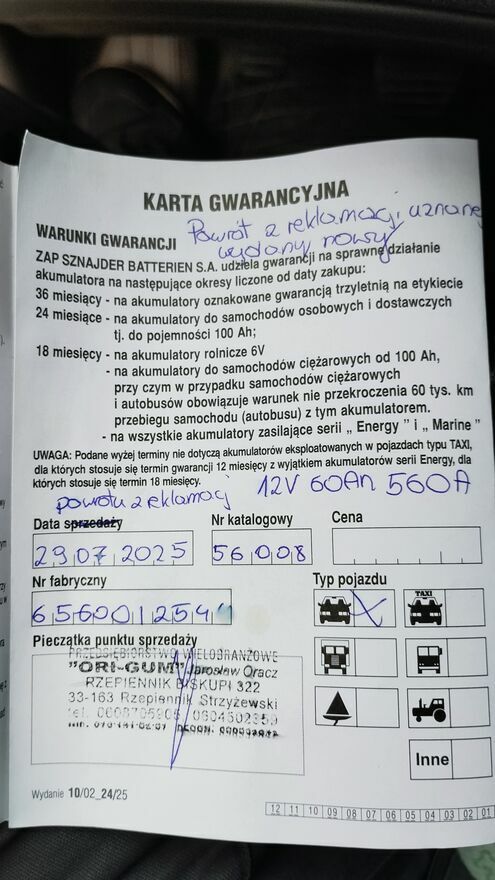 KARTA GWARANCYJNA
Powrót z reklamacji, uznane
wydany nowy
WARUNKI GWARANCJI
ZAP SZNAJDER BATTERIEN S.A. udziela gwarancji na sprawne działanie
akumulatora na następujące okresy liczone od daty zakupu:
36 miesięcy - na akumulatory oznakowane gwarancją trzyletnią na etykiecie
24 miesiące - na akumulatory do samochodów osobowych i dostawczych
tj. do pojemności 100 Ah;
18 miesięcy - na akumulatory rolnicze 6V
- na akumulatory do samochodów ciężarowych od 100 Ah,
przy czym w przypadku samochodów ciężarowych
i autobusów obowiązuje warunek nie przekroczenia 60 tys. km
przebiegu samochodu (autobusu) z tym akumulatorem.
- na wszystkie akumulatory zasilające serii „ Energy ” i „ Marine ”
UWAGA: Podane wyżej terminy nie dotyczą akumulatorów eksploatowanych w pojazdach typu TAXI,
dla których stosuje się termin gwarancji 12 miesięcy z wyjątkiem akumulatorów serii Energy, dla
których stosuje się termin 18 miesięcy.
powrotu z reklamacj 12V 60Ah 560A
Data sprzedaży Nr katalogowy Cena
29.07.2025 56008
Nr fabryczny Typ pojazdu
TAXI
Pieczątka punktu sprzedaży
PRZEDSIĘBIORSTWO WIELOBRANŻOWE
"ORI-GUM" Jarosław Oracz
RZEPIENNIK BISKUPI 322
33-163 Rzepiennik Strzyżewski
Inne
Wydanie 10/02_24/25
12 11 10 09 08 07 06 05 04 03 02 01